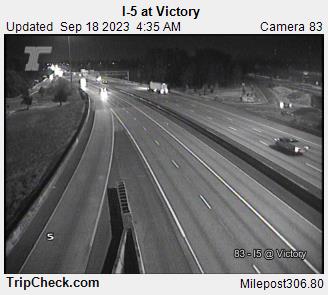 I-5 at Victory
Updated Sep 18 2023 4:35 AM Camera 83
T
S
83 - I5 @ Victory
TripCheck.com Milepost306.80